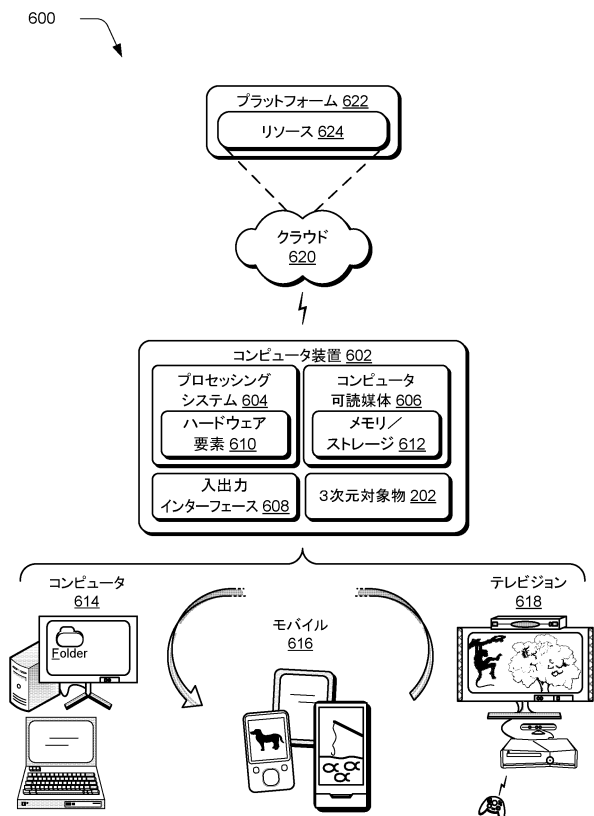 600
プラットフォーム 622
リソース 624
クラウド
620
コンピュータ装置 602
プロセッシング
システム 604
ハードウェア
要素 610
コンピュータ
可読媒体 606
メモリ／
ストレージ 612
入出力
インターフェース 608
３次元対象物 202
コンピュータ
614
Folder
モバイル
616
テレビジョン
618